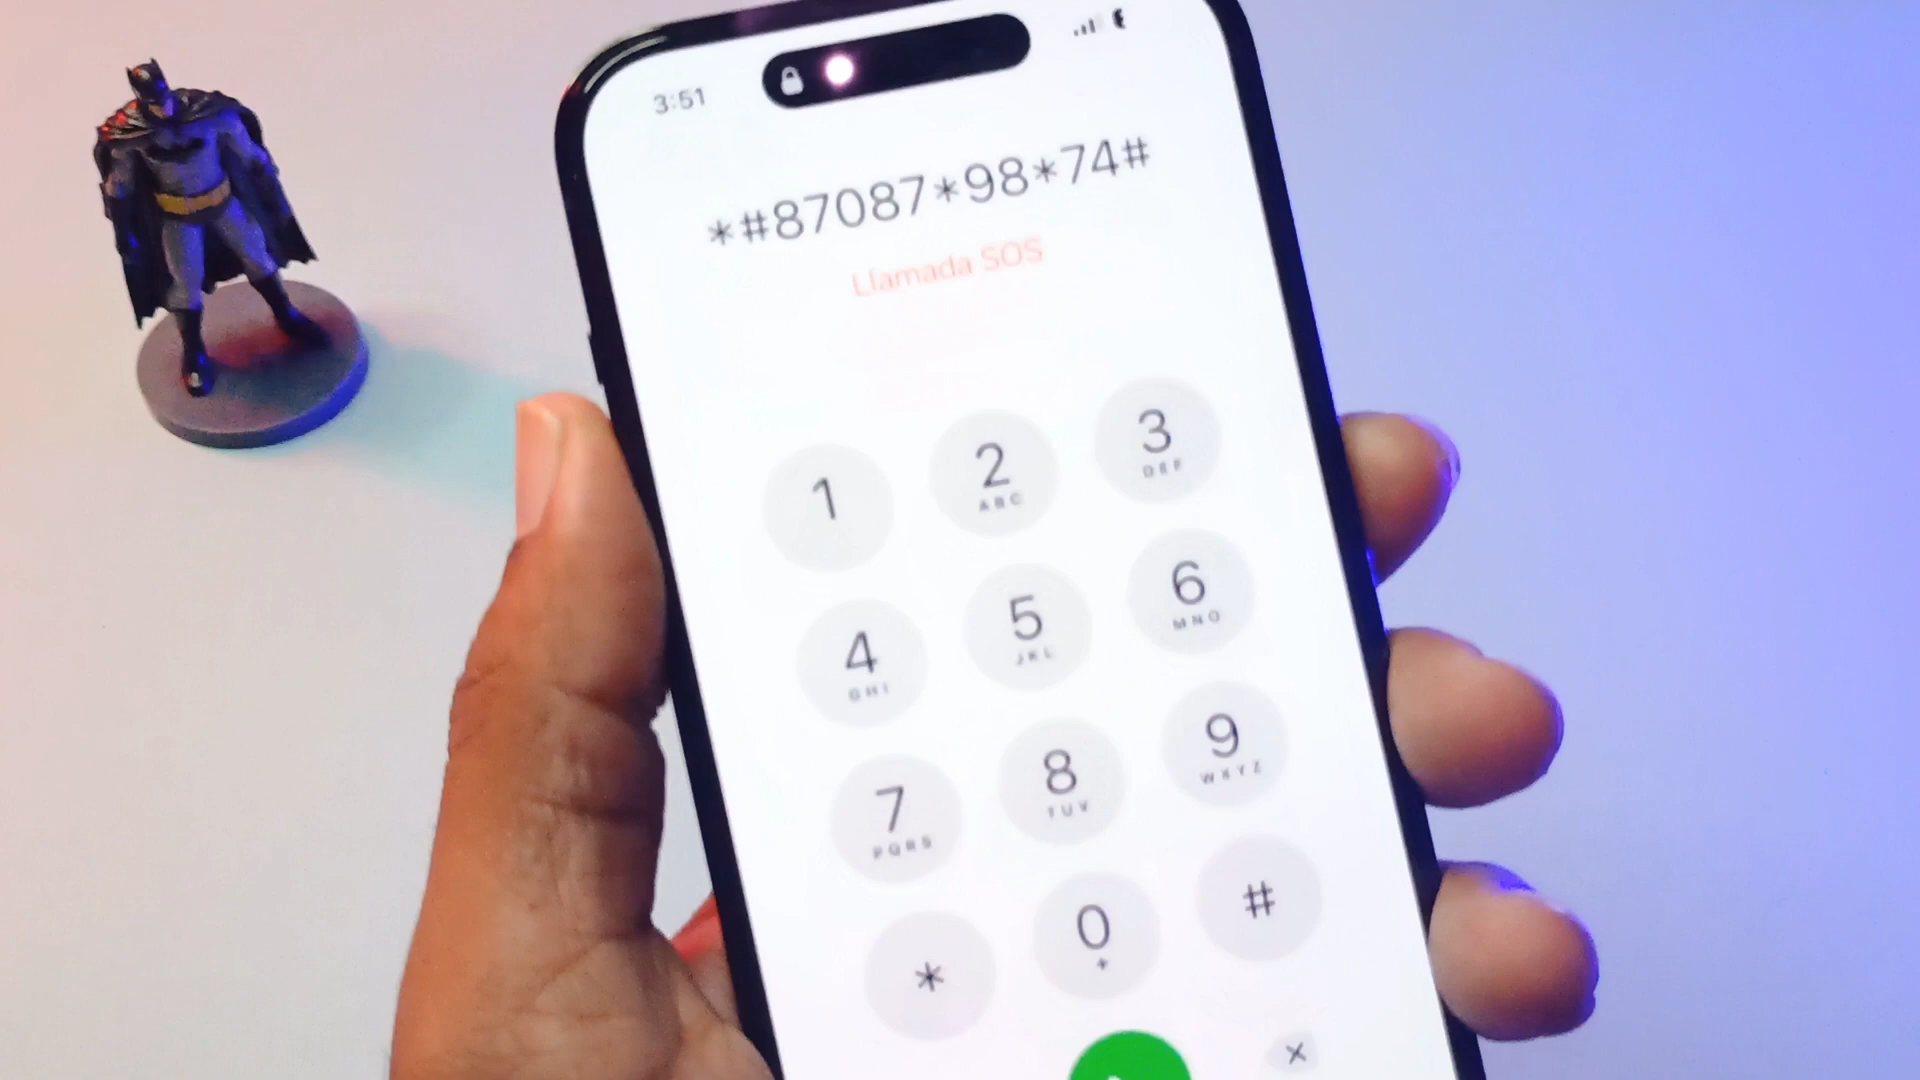 3:51
*#87087*98*74#
Llamada SOS
1
2
ABC
3
DEF
4
GHI
5
JKL
6
MNO
7
PQRS
8
TUV
9
WXYZ
*
0
+
#